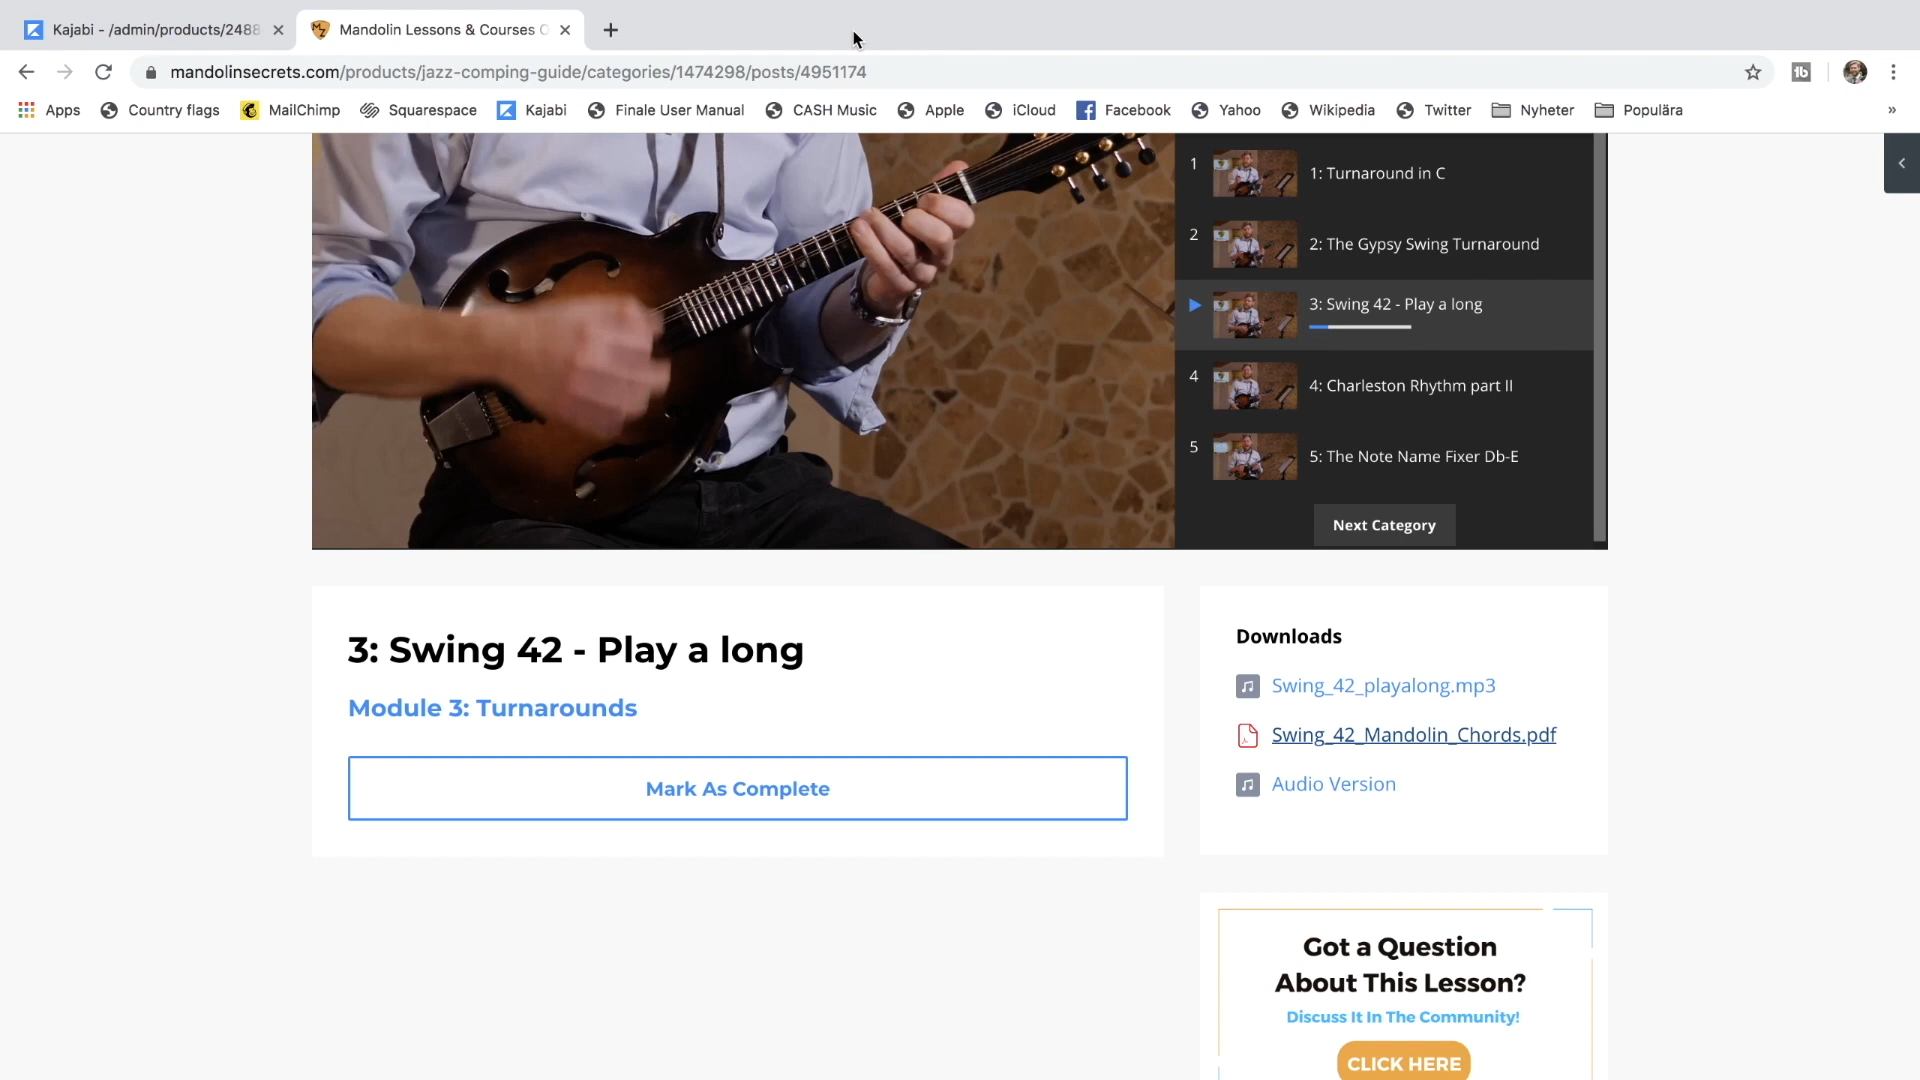 Kajabi - /admin/products/2488
Mandolin Lessons & Courses O
mandolinsecrets.com/products/jazz-comping-guide/categories/1474298/posts/4951174
Apps
Country flags
MailChimp
Squarespace
Kajabi
Finale User Manual
CASH Music
Apple
iCloud
Facebook
Yahoo
Wikipedia
Twitter
Nyheter
Populära
»
1
1: Turnaround in C
2
2: The Gypsy Swing Turnaround
3: Swing 42 - Play a long
4
4: Charleston Rhythm part II
5
5: The Note Name Fixer Db-E
Next Category
3: Swing 42 - Play a long
Module 3: Turnarounds
Mark As Complete
Downloads
Swing_42_playalong.mp3
Swing_42_Mandolin_Chords.pdf
Audio Version
Got a Question
About This Lesson?
Discuss It In The Community!
CLICK HERE